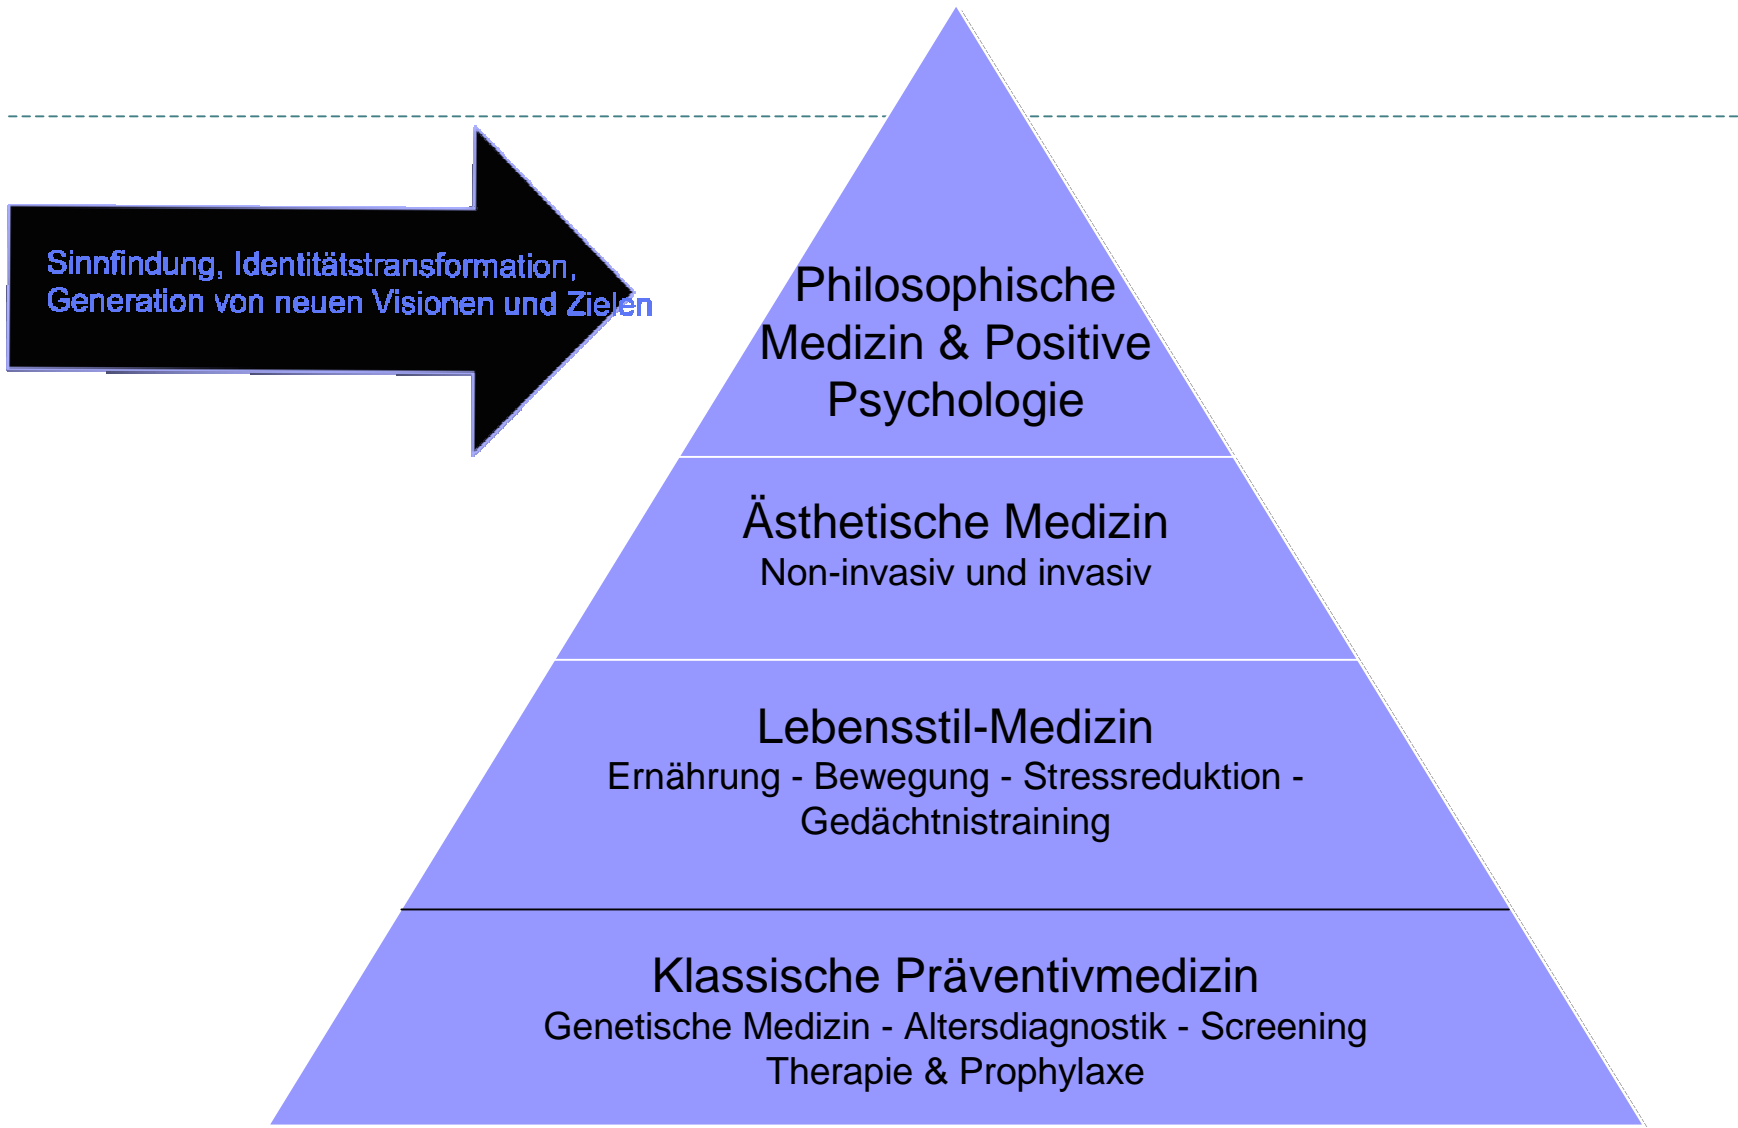 Sinnfindung, Identitätstransformation,
Generation von neuen Visionen und Zielen
Philosophische
Medizin & Positive
Psychologie
Ästhetische Medizin
Non-invasiv und invasiv
Lebensstil-Medizin
Ernährung - Bewegung - Stressreduktion -
Gedächtnistraining
Klassische Präventivmedizin
Genetische Medizin - Altersdiagnostik - Screening
Therapie & Prophylaxe